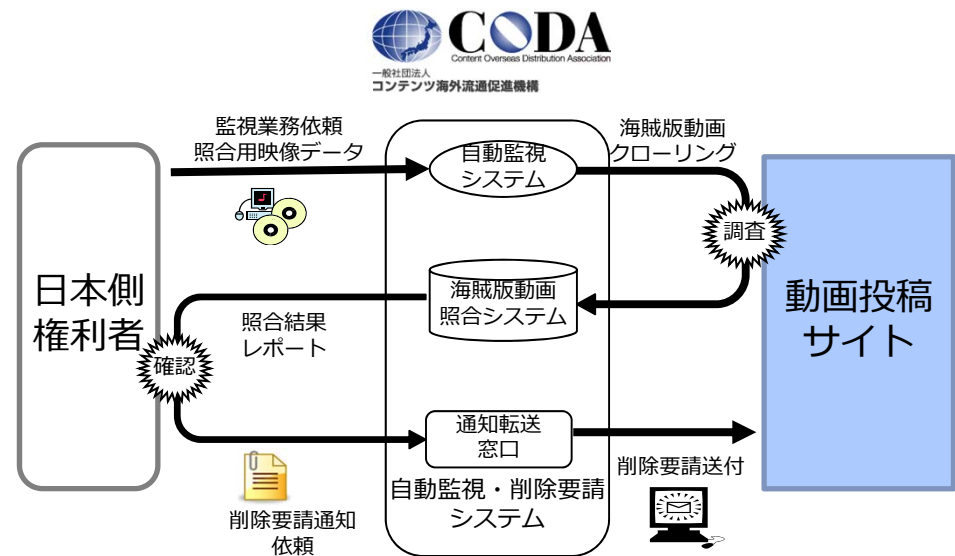 CODA
Content Overseas Distribution Association
一般社団法人
コンテンツ海外流通促進機構
監視業務依頼
照合用映像データ
自動監視
システム
海賊版動画
クローリング
調査
日本側
権利者
動画投稿
サイト
海賊版動画
照合システム
照合結果
レポート
確認
通知転送
窓口
削除要請送付
自動監視・削除要請
システム
削除要請通知
依頼